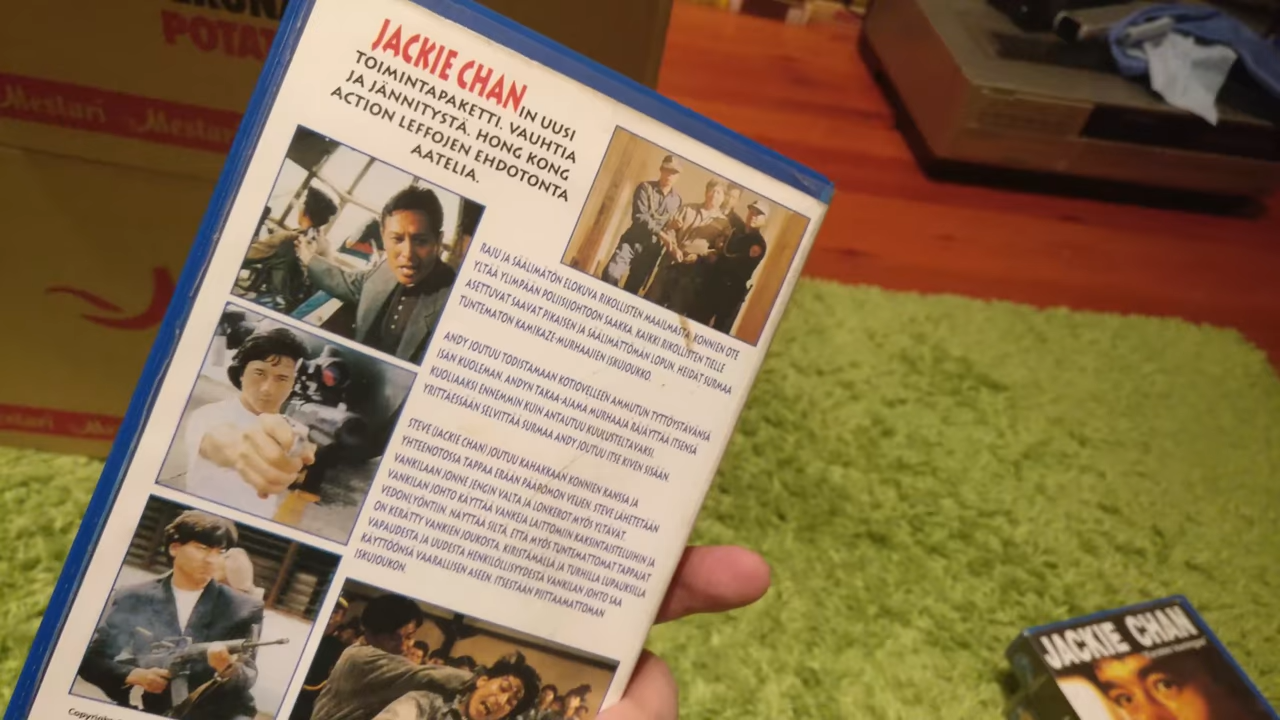 POTA
Mestari Mestar
JACKIE CHANIN UUSI
TOIMINTAPAKETTI. VAUHTIA
JA JÄNNITYSTÄ. HONG KONG
ACTION LEFFOJEN EHDOTONTA
AATELIA.
RAJU JA SÄÄLIMÄTÖN ELOKUVA RIKOLLISTEN MAAILMASTA. KONNIEN OTE
YLTÄÄ YLIMPÄÄN POLIISIJOHTOON SAAKKA. KAIKKI RIKOLLISTEN TIELLE
ASETTUVAT SAAVAT PIKAISEN JA SÄÄLIMÄTTÖMÄN LOPUN. HEIDÄT SURMAA
TUNTEMATON KAMIKAZE-MURHAAJIEN ISKUJOUKKO.
ANDY JOUTUU TODISTAMAAN KOTIOVELLEEN AMMUTUN TYTTÖYSTÄVÄNSÄ
ISÄN KUOLEMAN. ANDYN TAKAA-AJAMA MURHAAJA RÄJÄYTTÄÄ ITSENSÄ
KUOLIAAKSI ENNEMMIN KUIN ANTAUTUU KUULUSTELTAVAKSI.
YRITTÄESSÄÄN SELVITTÄÄ SURMAA ANDY JOUTUU ITSE KIVEN SISÄÄN.
STEVE (JACKIE CHAN) JOUTUU KAHAKKAAN KONNIEN KANSSA JA
YHTEENOTOSSA TAPPAA ERÄÄN PÄÄPOMON VELJEN. STEVE LÄHETETÄÄN
VANKILAAN JONNE JENGIN VALTA JA LONKEROT MYÖS YLTÄVÄT.
VANKILAN JOHTO KÄYTTÄÄ VANKEJA LAITTOMIIN KAKSINTAISTELUIHIN JA
VEDONLYÖNTIIN. NÄYTTÄÄ SILTÄ, ETTÄ MYÖS TUNTEMATTOMAT TAPPAJAT
ON KERÄTTY VANKIEN JOUKOSTA. KIRISTÄMÄLLÄ JA TURHILLA LUPAUKSILLA
VAPAUDESTA JA UUDESTA HENKILÖLLISYYDESTÄ VANKILAN JOHTO SAA
KÄYTTÖÖNSÄ VAARALLISEN ASEEN. ITSESTÄÄN PIITTAAMATTOMAN
ISKUJOUKON.
Copyright
JACKIE CHAN